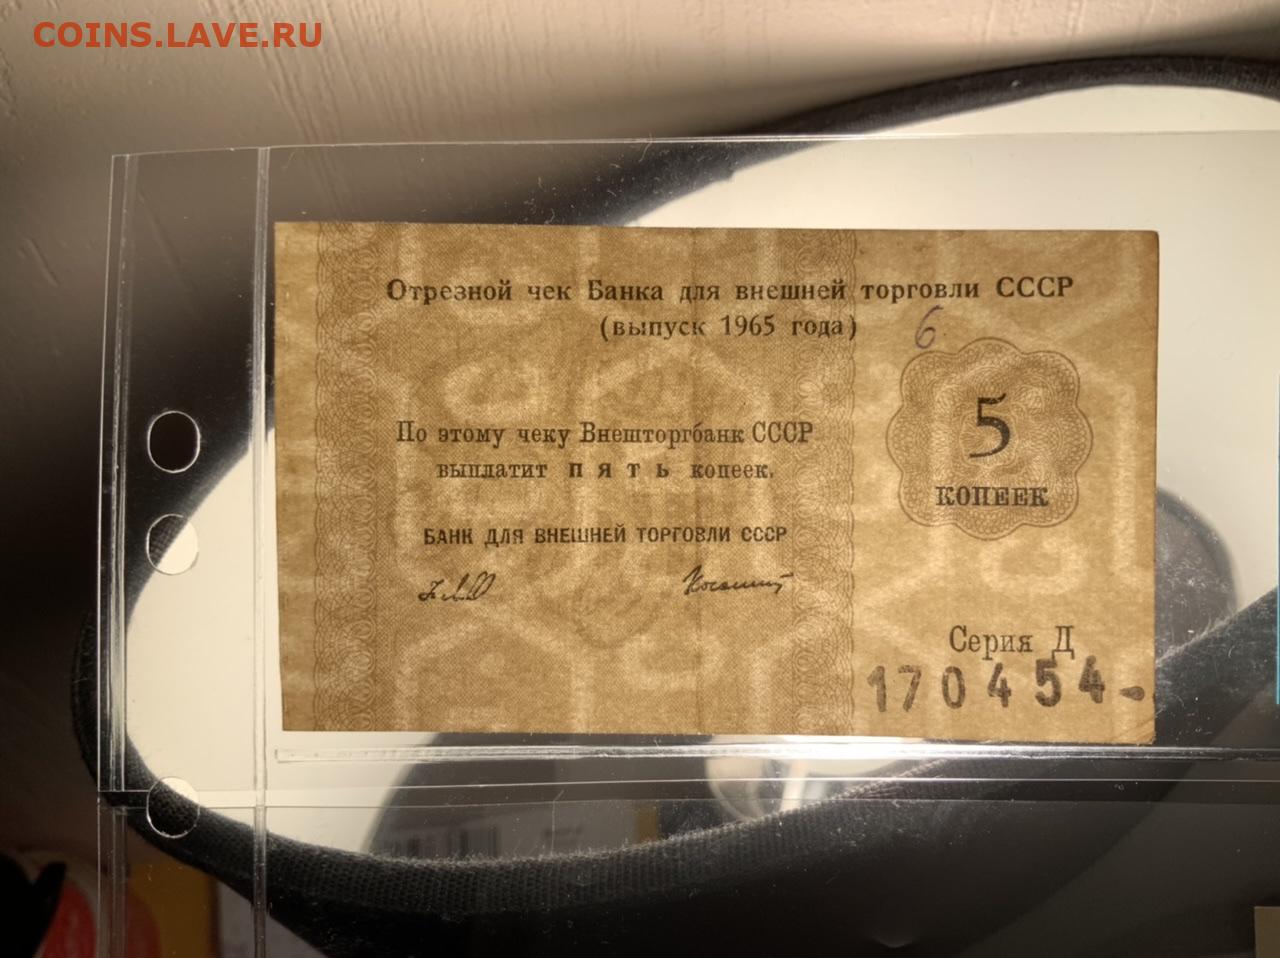 COINS.LAVE.RU
Отрезной чек Банка для внешней торговли СССР
(выпуск 1965 года)
6
5
КОПЕЕК
По этому чеку Внешторгбанк СССР
выплатит пять копеек.
БАНК ДЛЯ ВНЕШНЕЙ ТОРГОВЛИ СССР
Серия Д
170454-